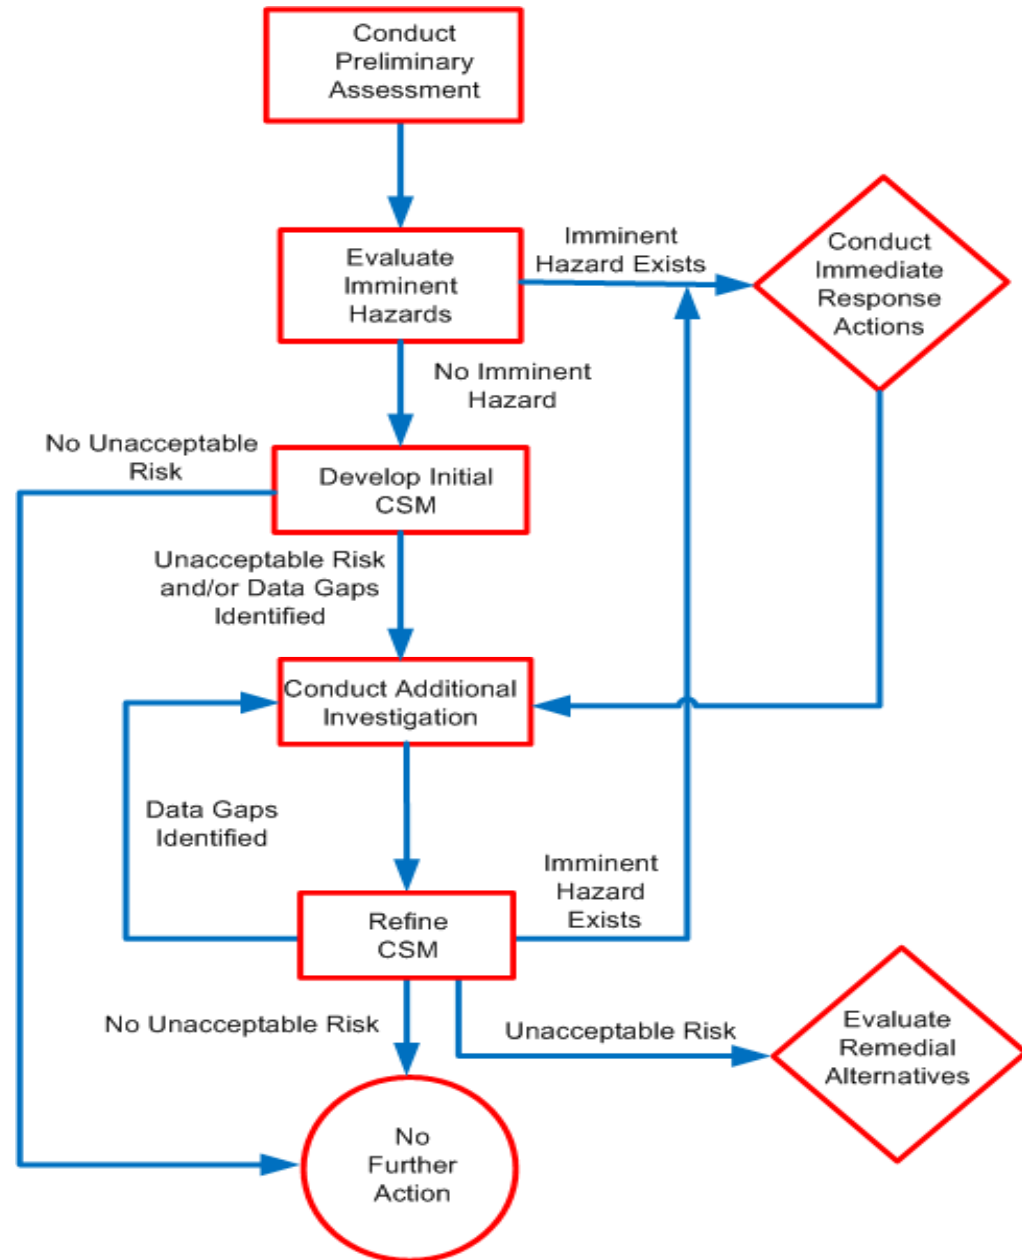 Conduct
Preliminary
Assessment
Evaluate
Imminent
Hazards
Imminent
Hazard Exists
Conduct
Immediate
Response
Actions
No Imminent
Hazard
No Unacceptable
Risk
Develop Initial
CSM
Unacceptable Risk
and/or Data Gaps
Identified
Conduct Additional
Investigation
Data Gaps
Identified
Imminent
Hazard
Exists
Refine
CSM
No Unacceptable Risk
Unacceptable Risk
Evaluate
Remedial
Alternatives
No
Further
Action